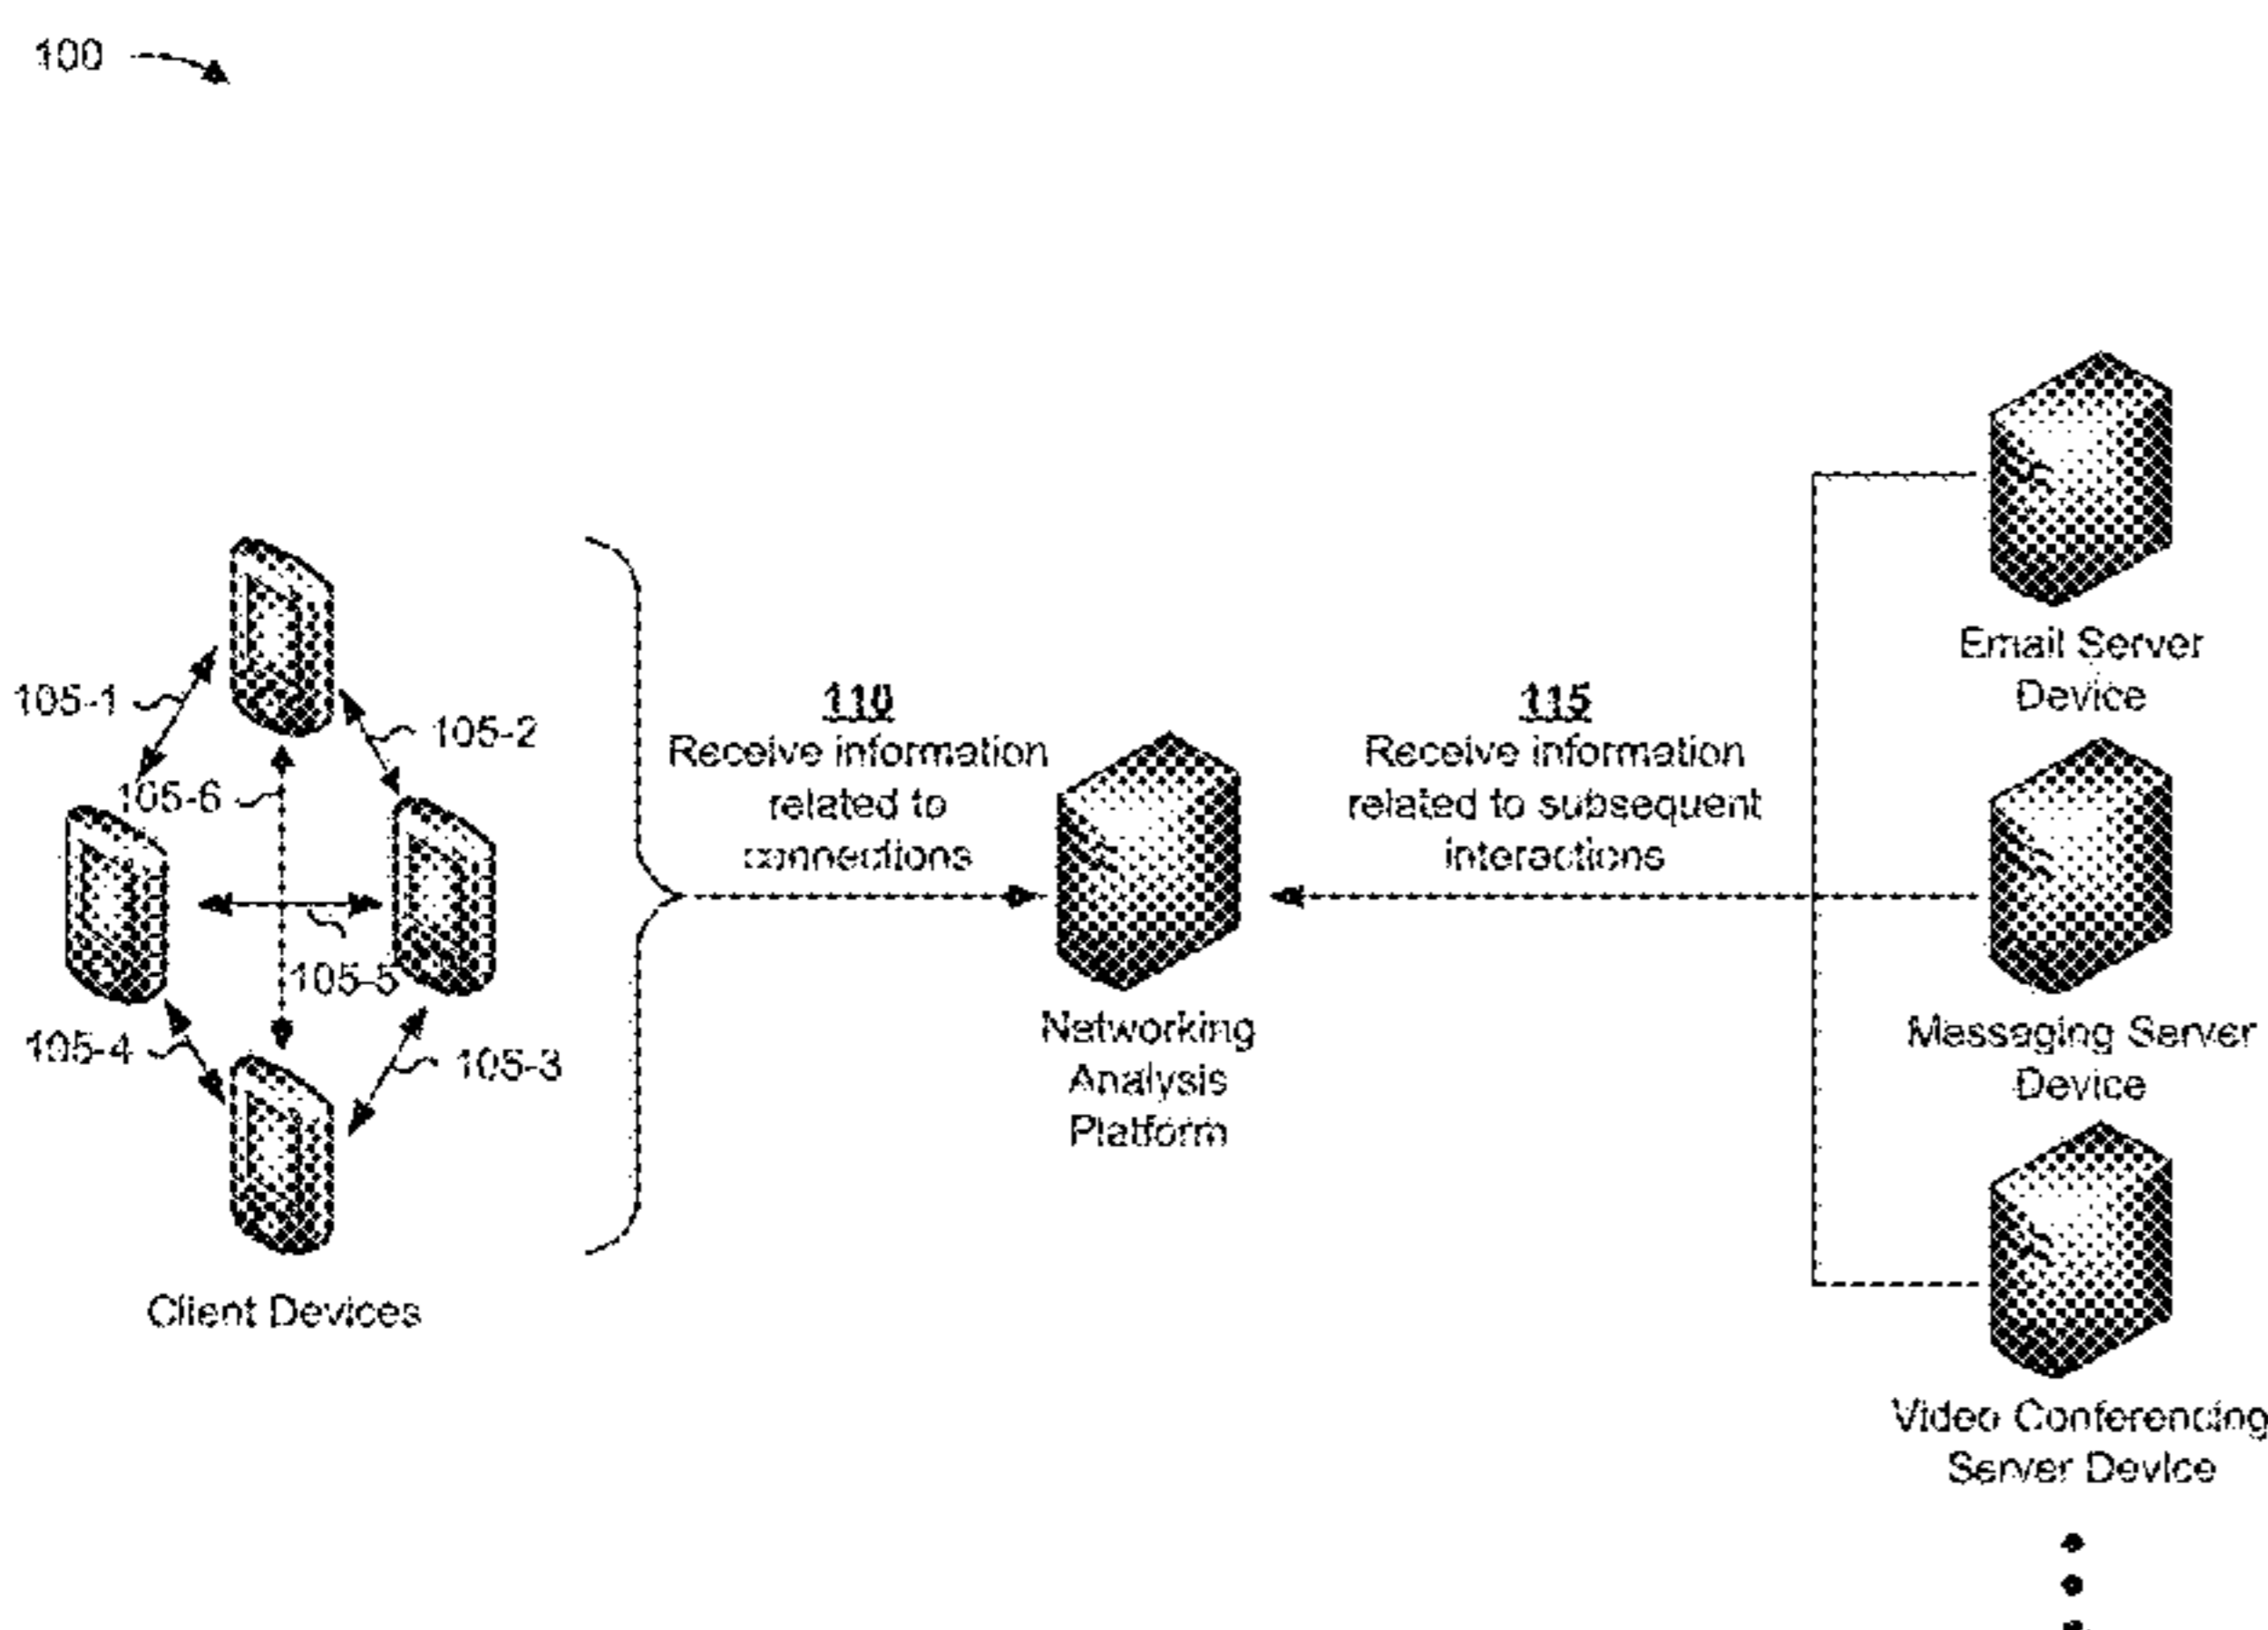 100
105-1
105-2
105-6
105-5
105-4
105-3
Client Devices
110
Receive information
related to
connections
Networking
Analysis
Platform
115
Receive information
related to subsequent
interactions
Email Server
Device
Messaging Server
Device
Video Conferencing
Server Device